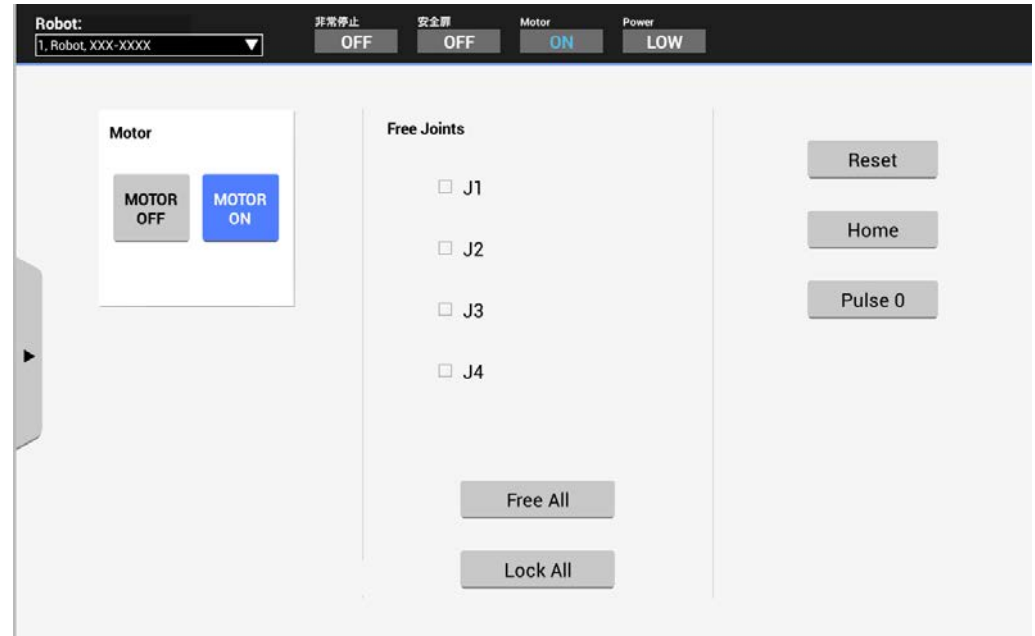 Robot:
1, Robot, XXX-XXXX
非常停止
OFF
安全扉
OFF
Motor
ON
Power
LOW
Motor
MOTOR
OFF
MOTOR
ON
Free Joints
J1
J2
J3
J4
Free All
Lock All
Reset
Home
Pulse 0